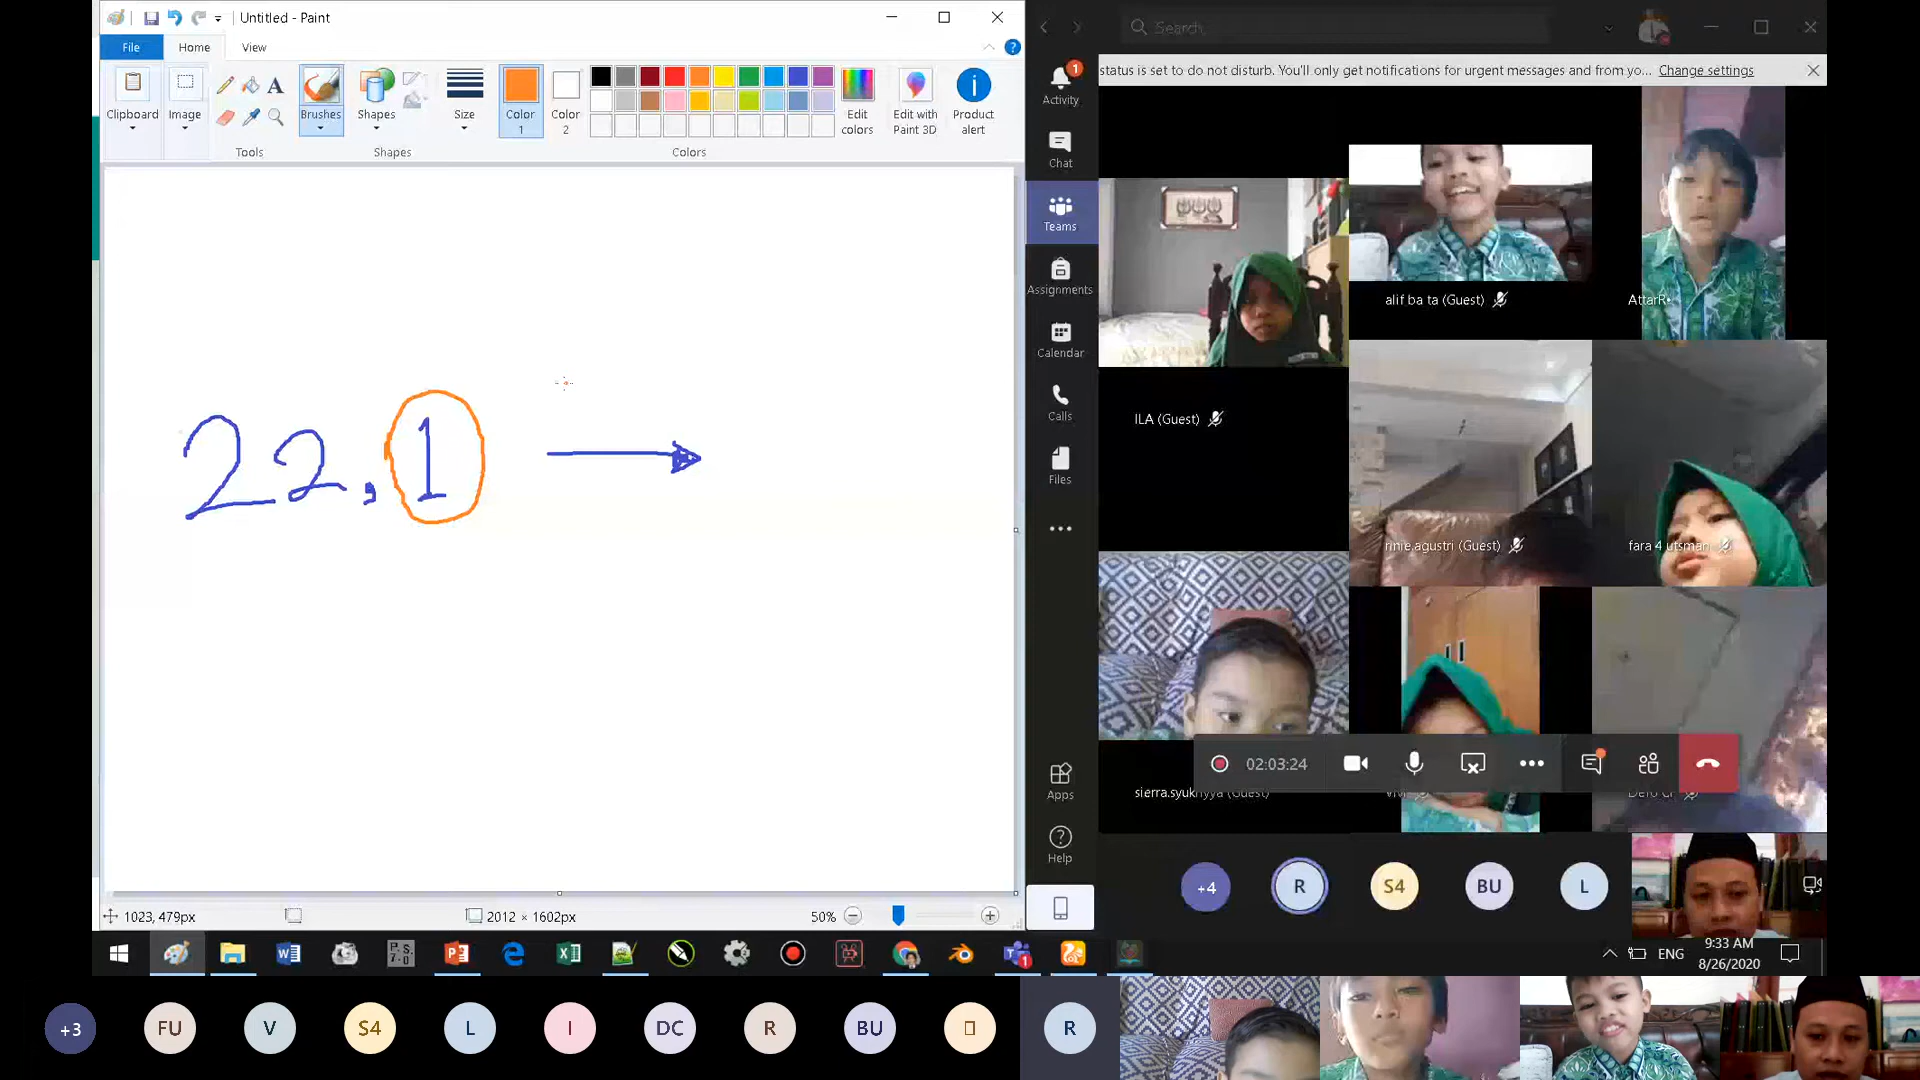 Untitled - Paint
File
Home
View
Clipboard
Image
Tools
Brushes
Shapes
Shapes
Size
Color
1
Color
2
Edit
colors
Edit with
Paint 3D
Product
alert
Colors
22,1
1023, 479px
2012 × 1602px
50%
Search
status is set to do not disturb. You'll only get notifications for urgent messages and from yo...
Change settings
1
Activity
Chat
Teams
Assignments
Calendar
Calls
Files
Apps
Help
alif ba ta (Guest)
AttarR
ILA (Guest)
rinie.agustri (Guest)
fara 4 utsman
02:03:24
+4
R
S4
BU
L
ENG
9:33 AM
8/26/2020
+3
FU
V
S4
L
I
DC
R
BU
R